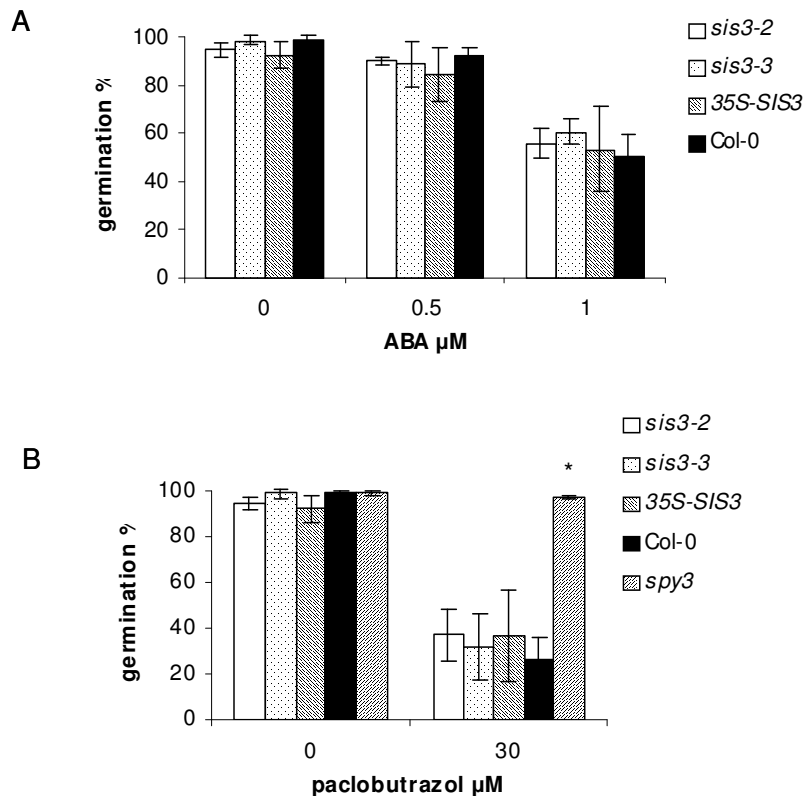 A
100
80
60
40
20
0
germination %
0 0.5 1
ABA µM
sis3-2
sis3-3
35S-SIS3
Col-0
B
100
80
60
40
20
0
germination %
*
0 30
paclobutrazol µM
sis3-2
sis3-3
35S-SIS3
Col-0
spy3